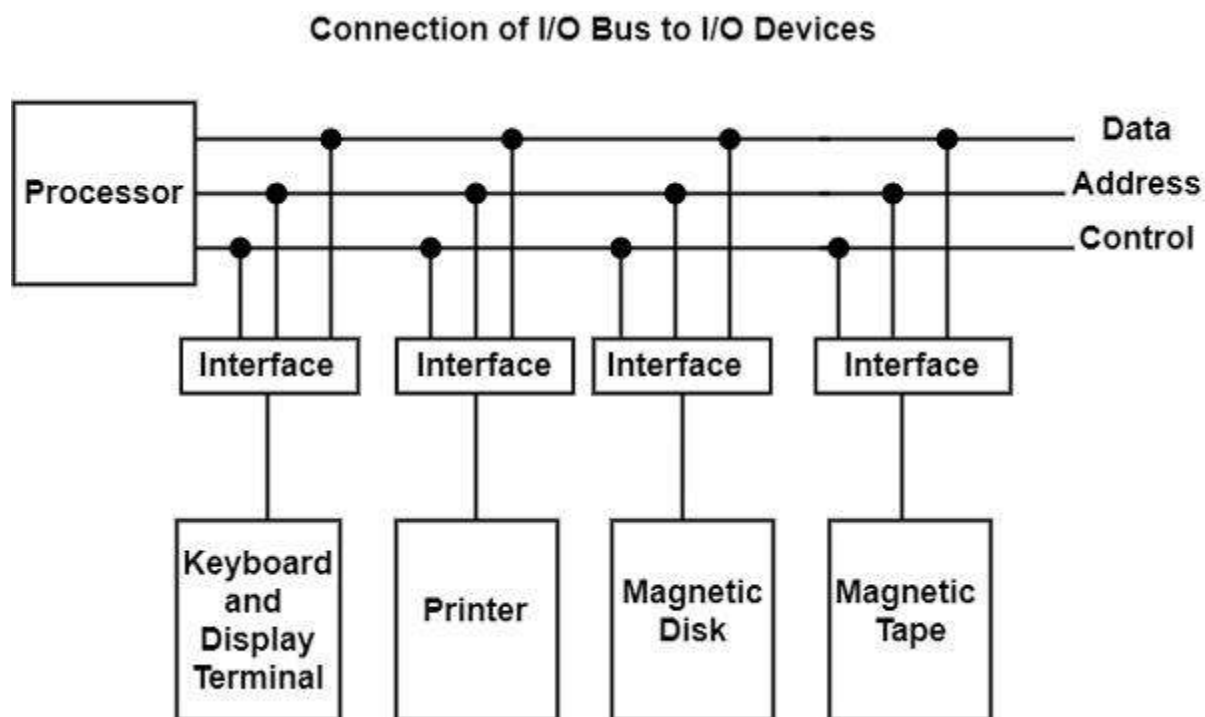 Connection of I/O Bus to I/O Devices
Data
Processor
Address
Control
Interface
Interface
Interface
Interface
Keyboard
and
Display
Terminal
Printer
Magnetic
Disk
Magnetic
Tape